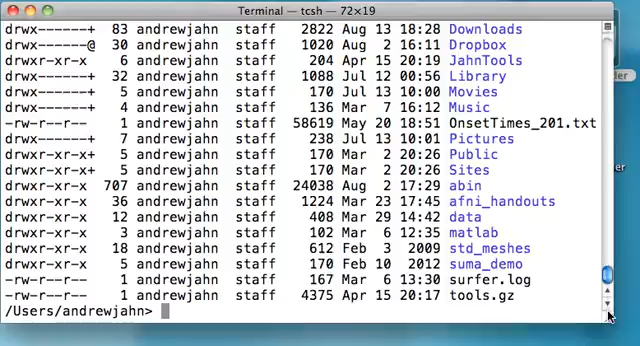 Terminal — tcsh — 72×19
drwx------+ 83 andrewjahn staff 2822 Aug 13 18:28 Downloads
drwx------@ 30 andrewjahn staff 1020 Aug 2 16:11 Dropbox
drwxr-xr-x 6 andrewjahn staff 204 Apr 15 20:19 JahnTools
drwx------+ 32 andrewjahn staff 1088 Jul 12 00:56 Library
drwx------+ 5 andrewjahn staff 170 Jul 13 10:00 Movies
drwx------+ 4 andrewjahn staff 136 Mar 7 16:12 Music
-rw-r--r-- 1 andrewjahn staff 58619 May 20 18:51 OnsetTimes_201.txt
drwx------+ 7 andrewjahn staff 238 Jul 13 10:01 Pictures
drwxr-xr-x+ 5 andrewjahn staff 170 Mar 2 20:26 Public
drwxr-xr-x+ 5 andrewjahn staff 170 Mar 2 20:26 Sites
drwxr-xr-x 707 andrewjahn staff 24038 Aug 2 17:29 abin
drwxr-xr-x 36 andrewjahn staff 1224 Mar 23 17:45 afni_handouts
drwxr-xr-x 12 andrewjahn staff 408 Mar 29 14:42 data
drwxr-xr-x 3 andrewjahn staff 102 Mar 6 12:35 matlab
drwxr-xr-x 18 andrewjahn staff 612 Feb 3 2009 std_meshes
drwxr-xr-x 5 andrewjahn staff 170 Feb 10 2012 suma_demo
-rw-r--r-- 1 andrewjahn staff 167 Mar 6 13:30 surfer.log
-rw-r--r-- 1 andrewjahn staff 4375 Apr 15 20:17 tools.gz
/Users/andrewjahn>